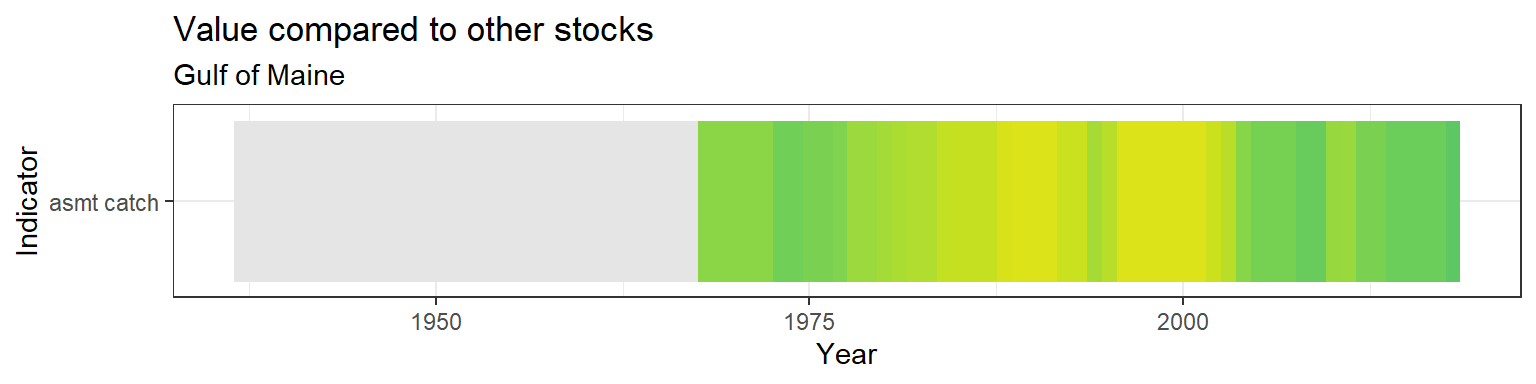 Value compared to other stocks
Gulf of Maine
Indicator
asmt catch
1950 1975 2000
Year